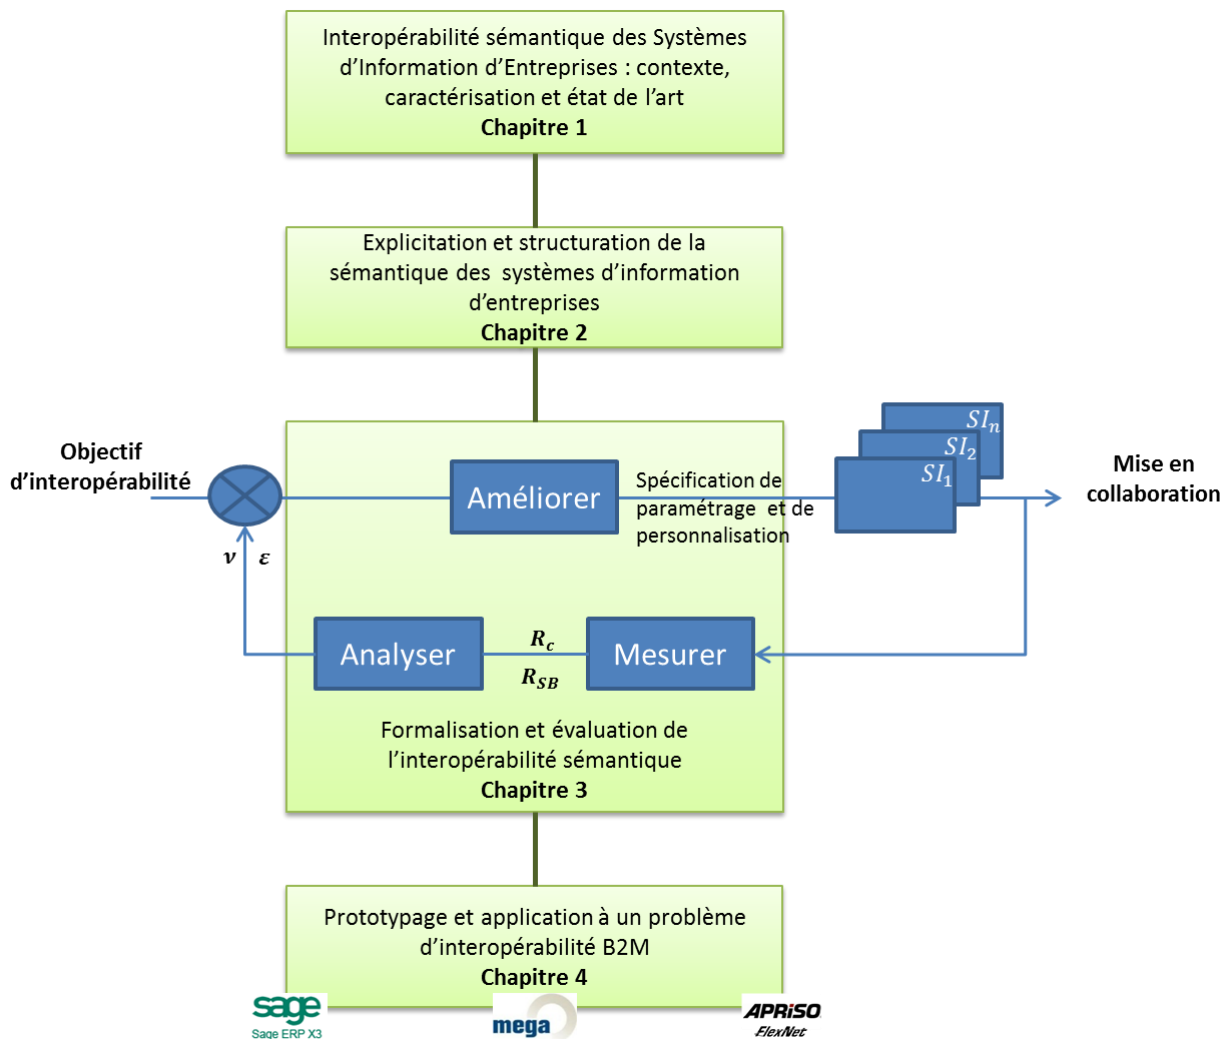 Interopérabilité sémantique des Systèmes
d’Information d’Entreprises : contexte,
caractérisation et état de l’art
Chapitre 1
Explicitation et structuration de la
sémantique des systèmes d’information
d’entreprises
Chapitre 2
Objectif
d’interopérabilité
Améliorer
Spécification de
paramétrage et de
personnalisation
SIn
SI2
SI1
Mise en
collaboration
ν ε
Analyser
Rc
RSB
Mesurer
Formalisation et évaluation de
l’interopérabilité sémantique
Chapitre 3
Prototypage et application à un problème
d’interopérabilité B2M
Chapitre 4
sage
Sage ERP X3
mega
APRiSO
FlexNet